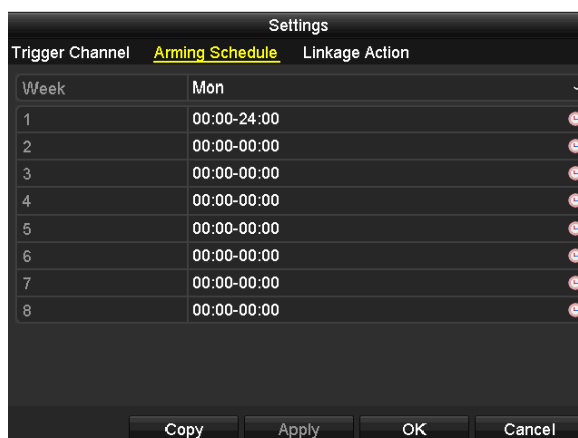 Settings
Trigger Channel Arming Schedule Linkage Action
Week Mon
1 00:00-24:00
2 00:00-00:00
3 00:00-00:00
4 00:00-00:00
5 00:00-00:00
6 00:00-00:00
7 00:00-00:00
8 00:00-00:00
Copy Apply OK Cancel